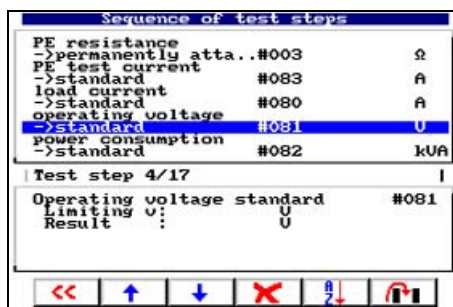 Sequence of test steps
PE resistance
->permanently atta..#003 Ω
PE test current
->standard #083 A
load current
->standard #080 A
operating voltage
->standard #081 V
power consumption
->standard #082 kVA
Test step 4/17
Operating voltage standard #081
Limiting v: V
Result : V
<<
A
Z